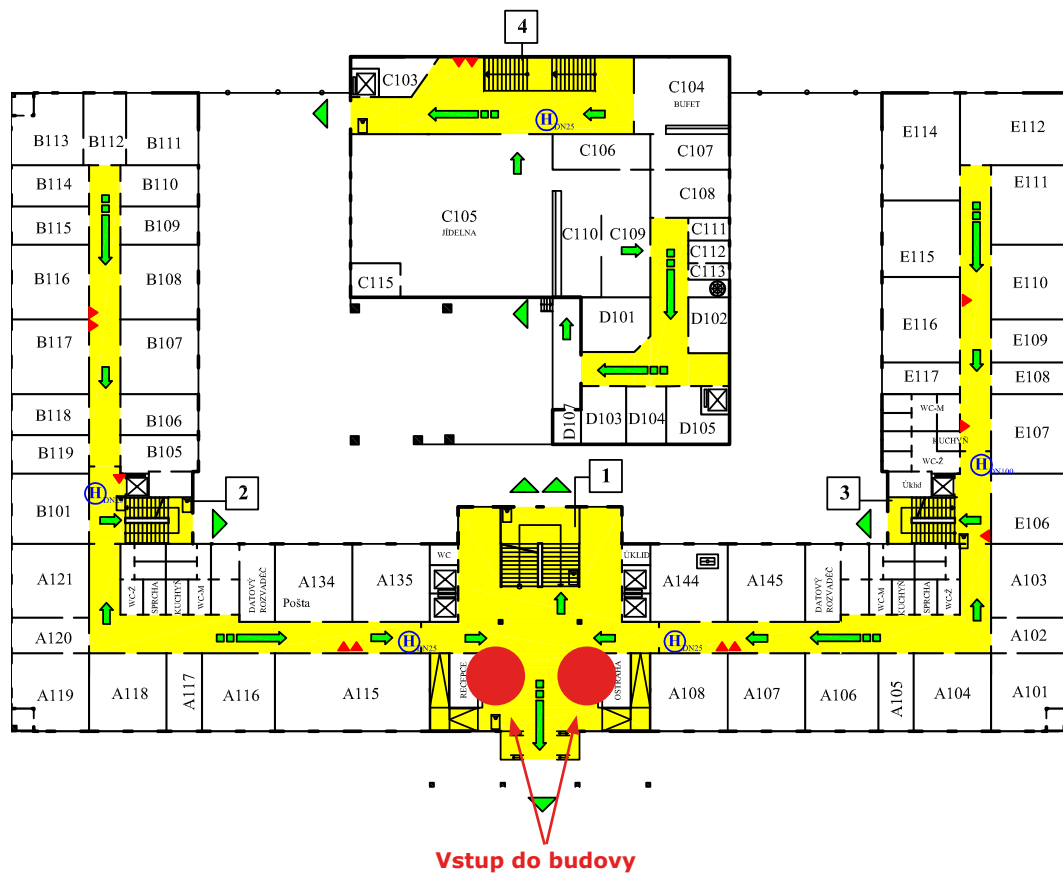 4
C103
C104
BUFET
H DN25
B113
B112
B111
E114
E112
C106
C107
B114
B110
E111
C108
B115
B109
C105
JÍDELNA
C110
C109
C111
C112
C113
E115
B116
B108
C115
E110
B117
B107
D101
D102
E116
E109
E117
E108
B118
B106
D107
D103
D104
D105
WC-M
KUCHYŇ
E107
B119
B105
WC-Ž
H DN100
B101
2
1
3
Úklid
E106
A121
WC-Ž
SPRCHA
KUCHYŇ
WC-M
DATOVÝ
ROZVADĚČ
A134
Pošta
A135
WC
ÚKLID
A144
A145
DATOVÝ
ROZVADĚČ
WC-M
KUCHYŇ
SPRCHA
WC-Ž
A103
A120
H DN25
H DN25
A102
A119
A118
A117
A116
A115
RECEPCE
OSTRAHA
A108
A107
A106
A105
A104
A101
Vstup do budovy